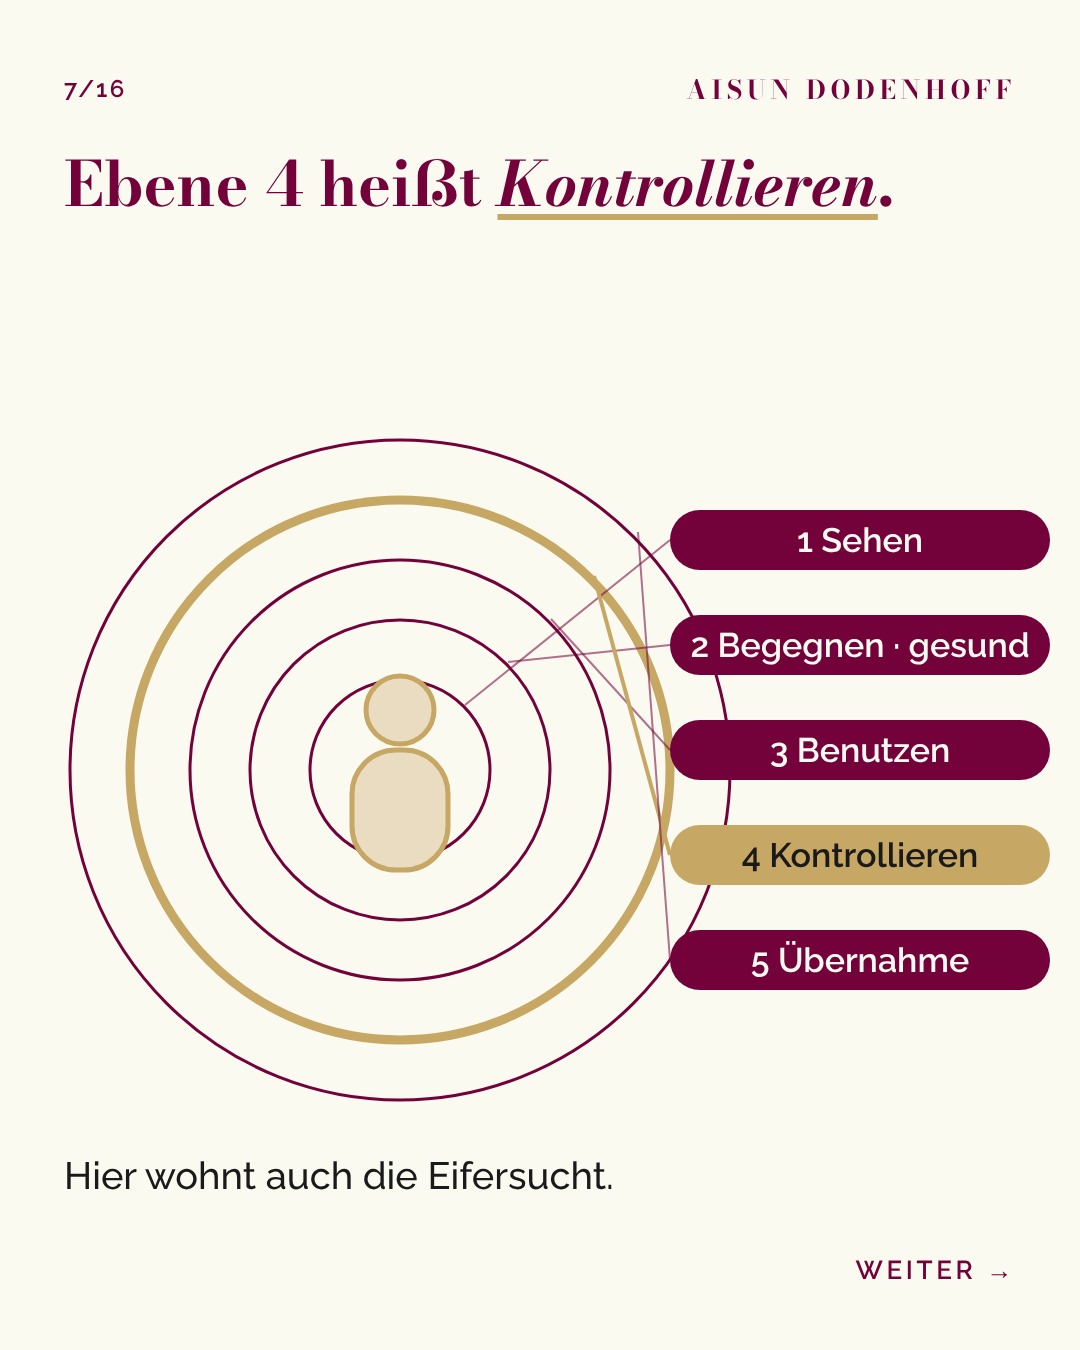 7/16
AISUN DODENHOFF
Ebene 4 heißt Kontrollieren.
1 Sehen
2 Begegnen · gesund
3 Benutzen
4 Kontrollieren
5 Übernahme
Hier wohnt auch die Eifersucht.
WEITER →